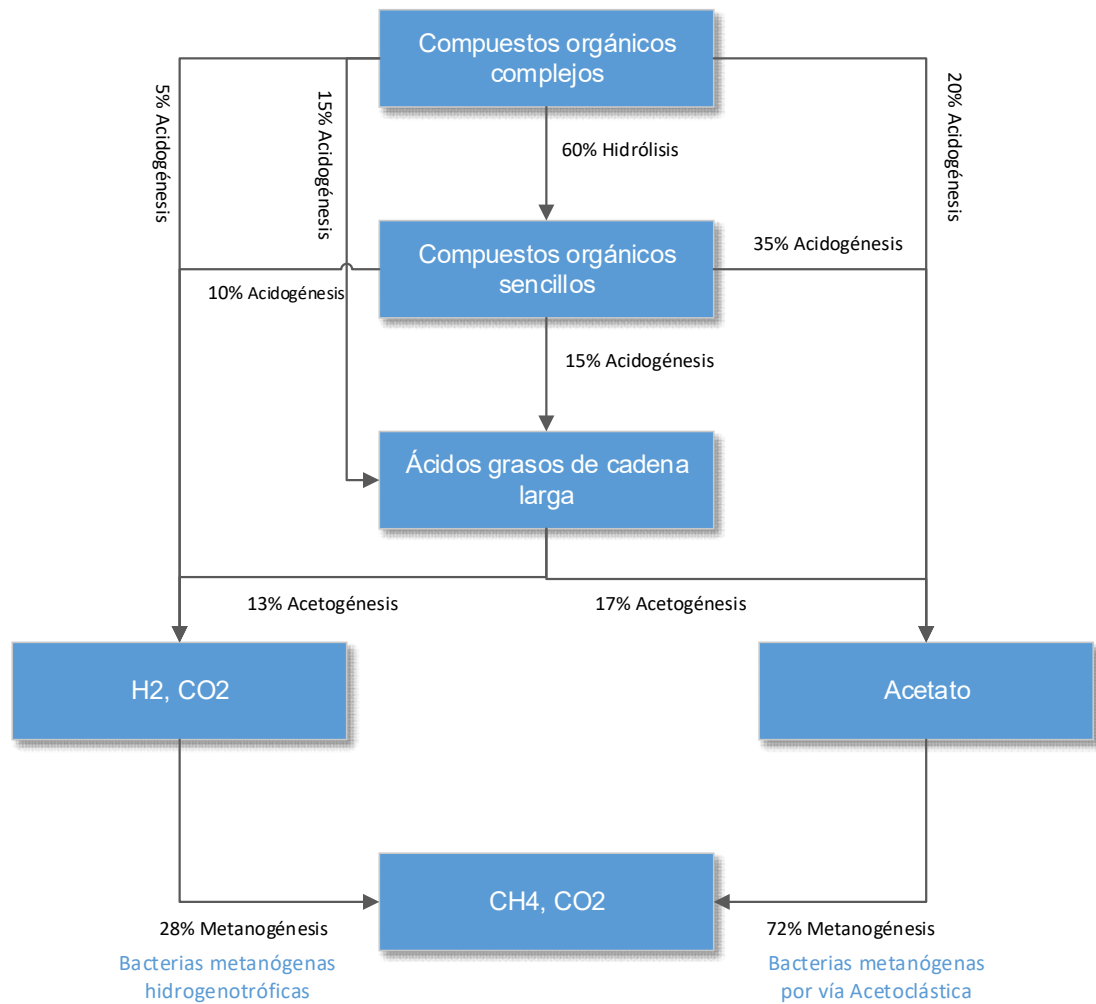 Compuestos orgánicos
complejos
5% Acidogénesis
15% Acidogénesis
20% Acidogénesis
60% Hidrólisis
Compuestos orgánicos
sencillos
35% Acidogénesis
10% Acidogénesis
15% Acidogénesis
Ácidos grasos de cadena
larga
13% Acetogénesis
17% Acetogénesis
H2, CO2
Acetato
CH4, CO2
28% Metanogénesis
72% Metanogénesis
Bacterias metanógenas
hidrogenotróficas
Bacterias metanógenas
por vía Acetoclástica